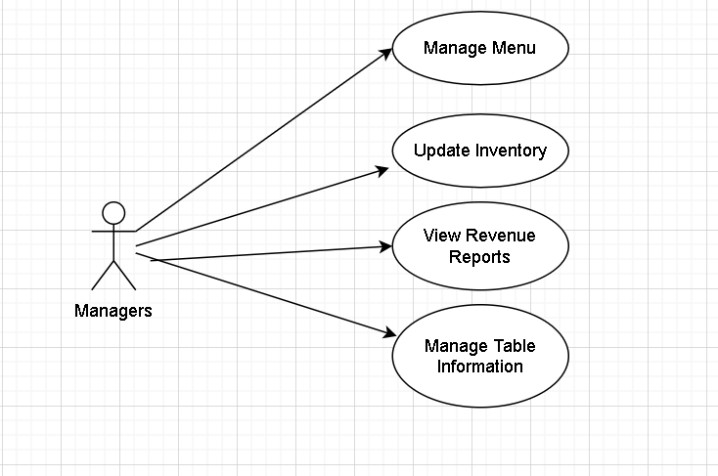 Manage Menu
Update Inventory
View Revenue
Reports
Managers
Manage Table
Information